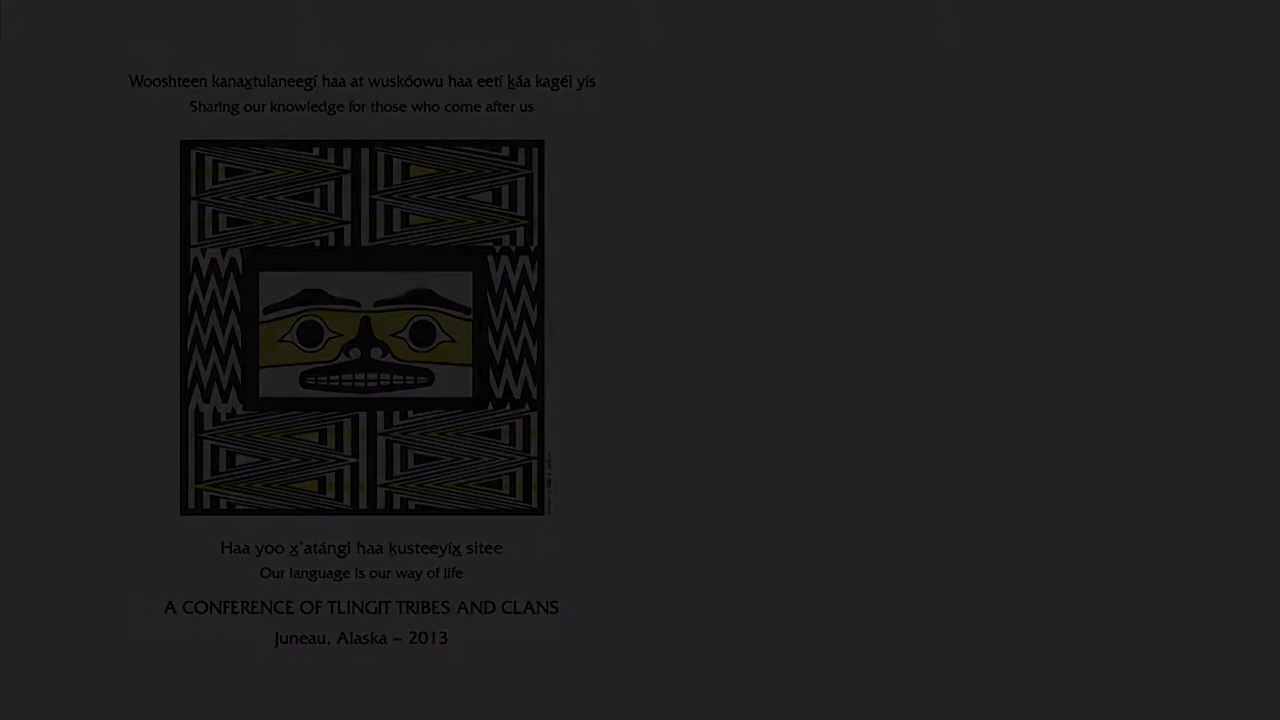 Wooshteen kanax̲tulaneegí haa at wuskóowu haa eetí k̲áa kagéi yís
Sharing our knowledge for those who come after us
Haa yoo x̲'atángi haa k̲usteeyíx̲ sitee
Our language is our way of life
A CONFERENCE OF TLINGIT TRIBES AND CLANS
Juneau, Alaska ~ 2013